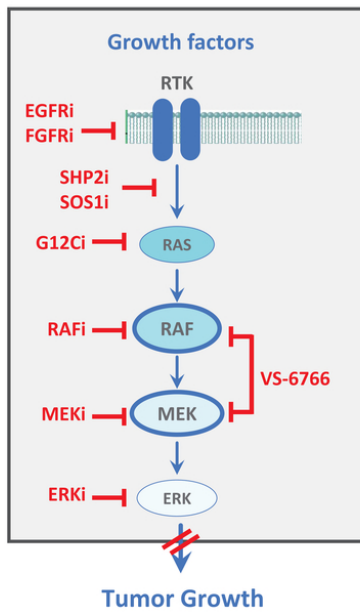 Growth factors
RTK
EGFRi
FGFRi
SHP2i
SOS1i
G12Ci
RAS
RAFi
RAF
VS-6766
MEKi
MEK
ERKi
ERK
Tumor Growth